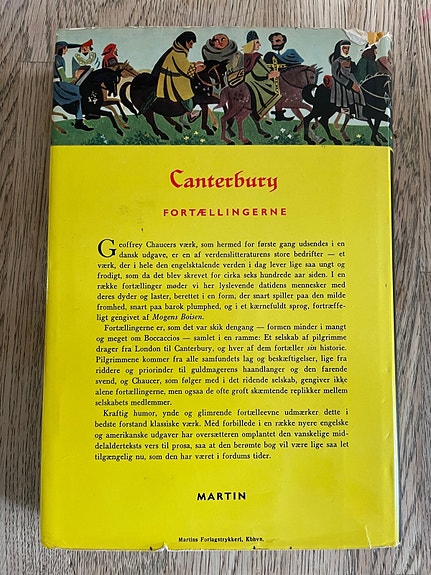 Canterbury
FORTÆLLINGERNE
Geoffrey Chaucers værk, som hermed for første gang udsendes i en
dansk udgave, er en af verdenslitteraturens store bedrifter — et
værk, der i hele den engelsktalende verden i dag lever lige saa ungt og
frodigt, som da det blev skrevet for cirka seks hundrede aar siden. I en
række fortællinger møder vi her lyslevende datidens mennesker med
deres dyder og laster, berettet i en form, der snart spiller paa den milde
fromhed, snart paa barok plumphed, og i et kærnefuldt sprog, fortræffe-
ligt gengivet af Mogens Boisen.
Fortællingerne er, som det var skik dengang — formen minder i mangt
og meget om Boccaccios — samlet i en ramme: Et selskab af pilgrimme
drager fra London til Canterbury, og hver af dem fortæller sin historie.
Pilgrimmene kommer fra alle samfundets lag og beskæftigelser, lige fra
riddere og priorinder til guldmagerens haandlanger og den farende
svend, og Chaucer, som følger med i det ridende selskab, gengiver ikke
alene fortællingerne, men ogsaa de ofte groft skæmtende replikker mellem
selskabets medlemmer.
Kraftig humor, ynde og glimrende fortælleevne udmærker dette i
bedste forstand klassiske værk. Med forbillede i en række nyere engelske
og amerikanske udgaver har oversætteren omplantet den vanskelige mid-
delalderteksts vers til prosa, saa at den berømte bog vil være lige saa let
tilgængelig nu, som den har været i fordums tider.
MARTIN
Martins Forlagstrykkeri, Kbhvn.